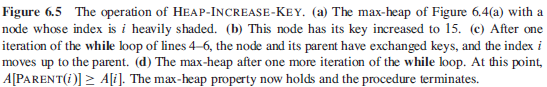 Figure 6.5 The operation of HEAP-INCREASE-KEY. (a) The max-heap of Figure 6.4(a) with a
node whose index is i heavily shaded. (b) This node has its key increased to 15. (c) After one
iteration of the while loop of lines 4–6, the node and its parent have exchanged keys, and the index i
moves up to the parent. (d) The max-heap after one more iteration of the while loop. At this point,
A[PARENT(i)] ≥ A[i]. The max-heap property now holds and the procedure terminates.